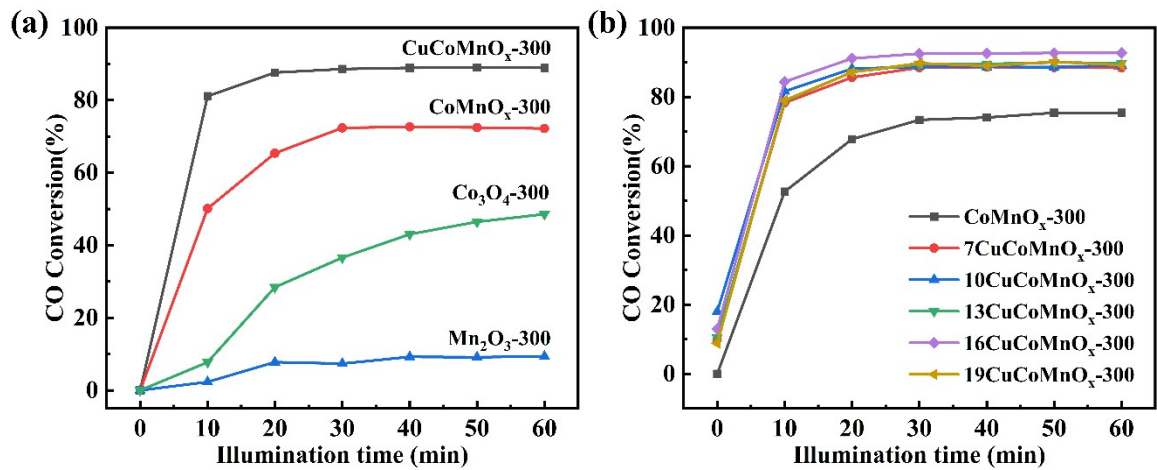 (a)
CO Conversion(%)
100
80
60
40
20
0
CuCoMnOₓ-300
CoMnOₓ-300
Co₃O₄-300
Mn₂O₃-300
0 10 20 30 40 50 60
Illumination time (min)
(b)
CO Conversion(%)
100
80
60
40
20
0
CoMnOₓ-300
7CuCoMnOₓ-300
10CuCoMnOₓ-300
13CuCoMnOₓ-300
16CuCoMnOₓ-300
19CuCoMnOₓ-300
0 10 20 30 40 50 60
Illumination time (min)